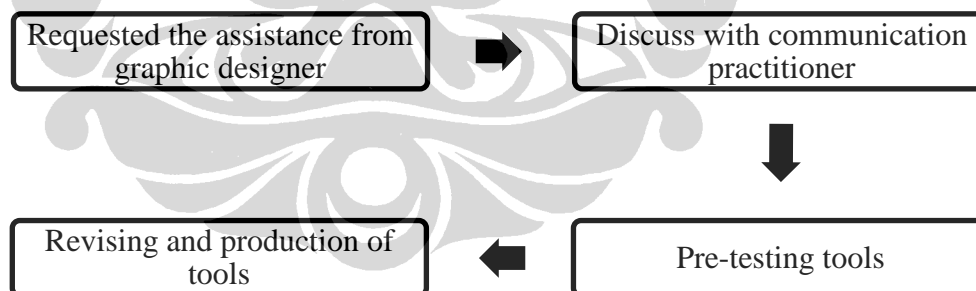 Requested the assistance from
graphic designer
Discuss with communication
practitioner
Revising and production of
tools
Pre-testing tools